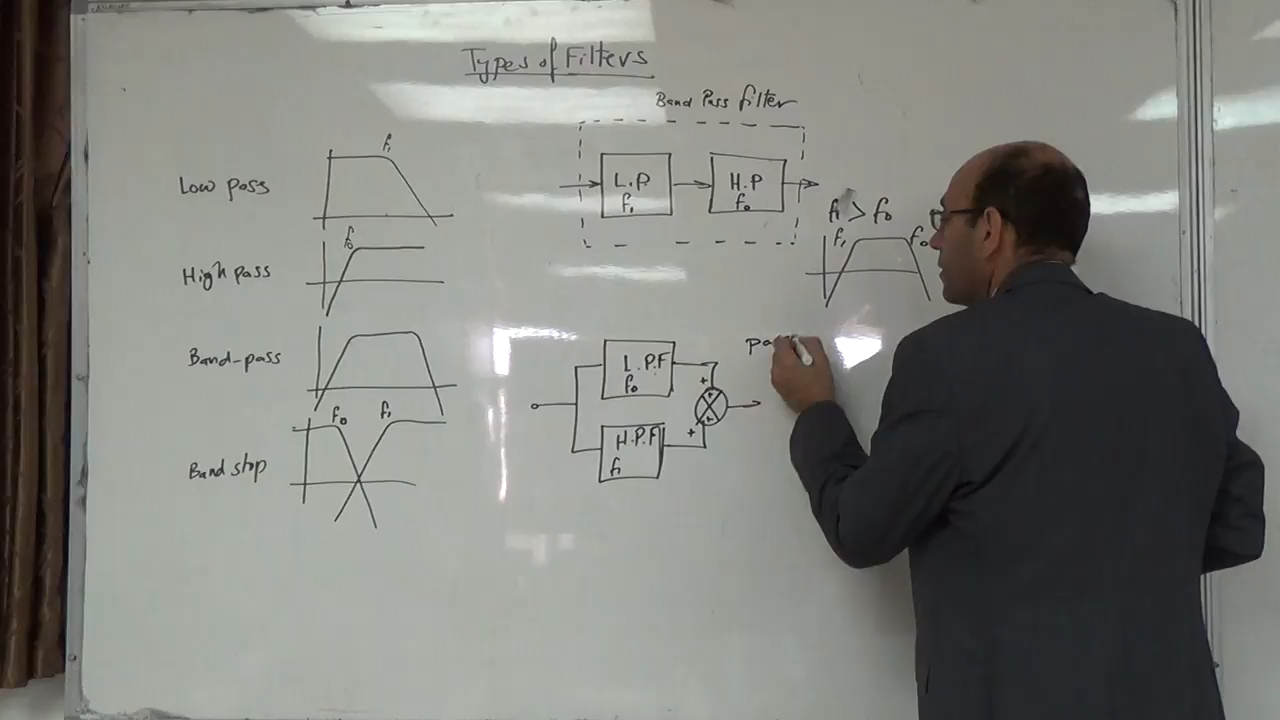 Types of Filters
Low pass
f₁
High pass
f₀
Band-pass
Band stop
f₀
f₁
Band Pass filter
L.P
f₁
H.P
f₀
f₁ > f₀
f₁
f₀
L.P.F
f₀
H.P.F
f₁
+
+
+
+
pa